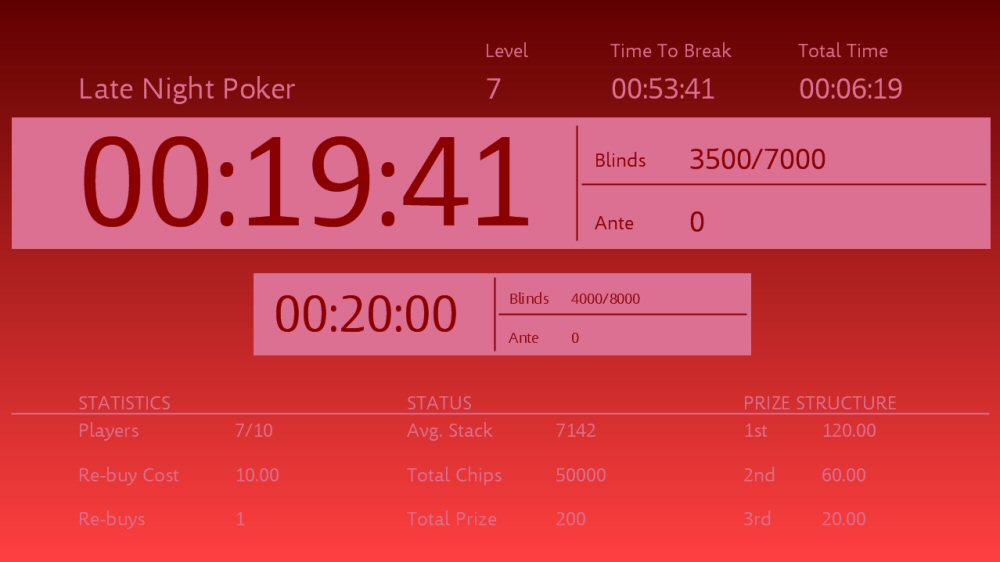 Level Time To Break Total Time
Late Night Poker 7 00:53:41 00:06:19
00:19:41
Blinds 3500/7000
Ante 0
00:20:00
Blinds 4000/8000
Ante 0
STATISTICS STATUS PRIZE STRUCTURE
Players 7/10 Avg. Stack 7142 1st 120.00
Re-buy Cost 10.00 Total Chips 50000 2nd 60.00
Re-buys 1 Total Prize 200 3rd 20.00